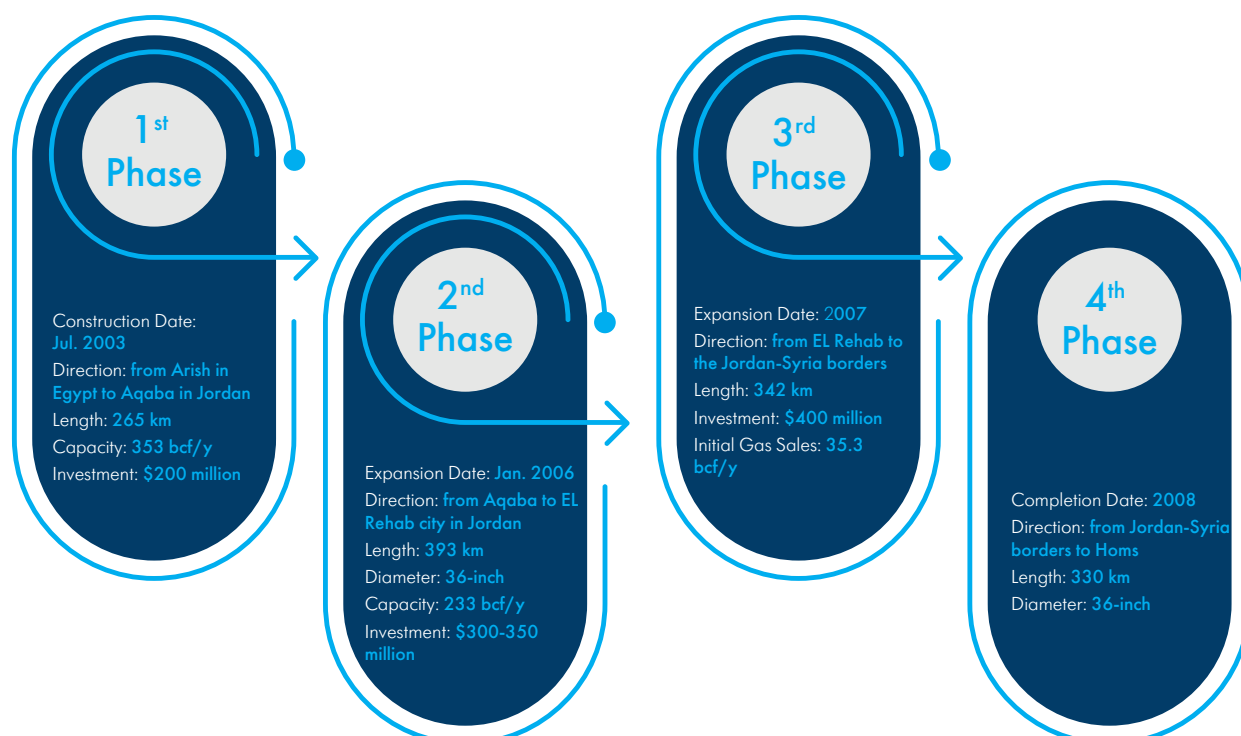 1st
Phase
Construction Date:
Jul. 2003
Direction: from Arish in
Egypt to Aqaba in Jordan
Length: 265 km
Capacity: 353 bcf/y
Investment: $200 million
2nd
Phase
Expansion Date: Jan. 2006
Direction: from Aqaba to EL
Rehab city in Jordan
Length: 393 km
Diameter: 36-inch
Capacity: 233 bcf/y
Investment: $300-350
million
3rd
Phase
Expansion Date: 2007
Direction: from EL Rehab to
the Jordan-Syria borders
Length: 342 km
Investment: $400 million
Initial Gas Sales: 35.3
bcf/y
4th
Phase
Completion Date: 2008
Direction: from Jordan-Syria
borders to Homs
Length: 330 km
Diameter: 36-inch